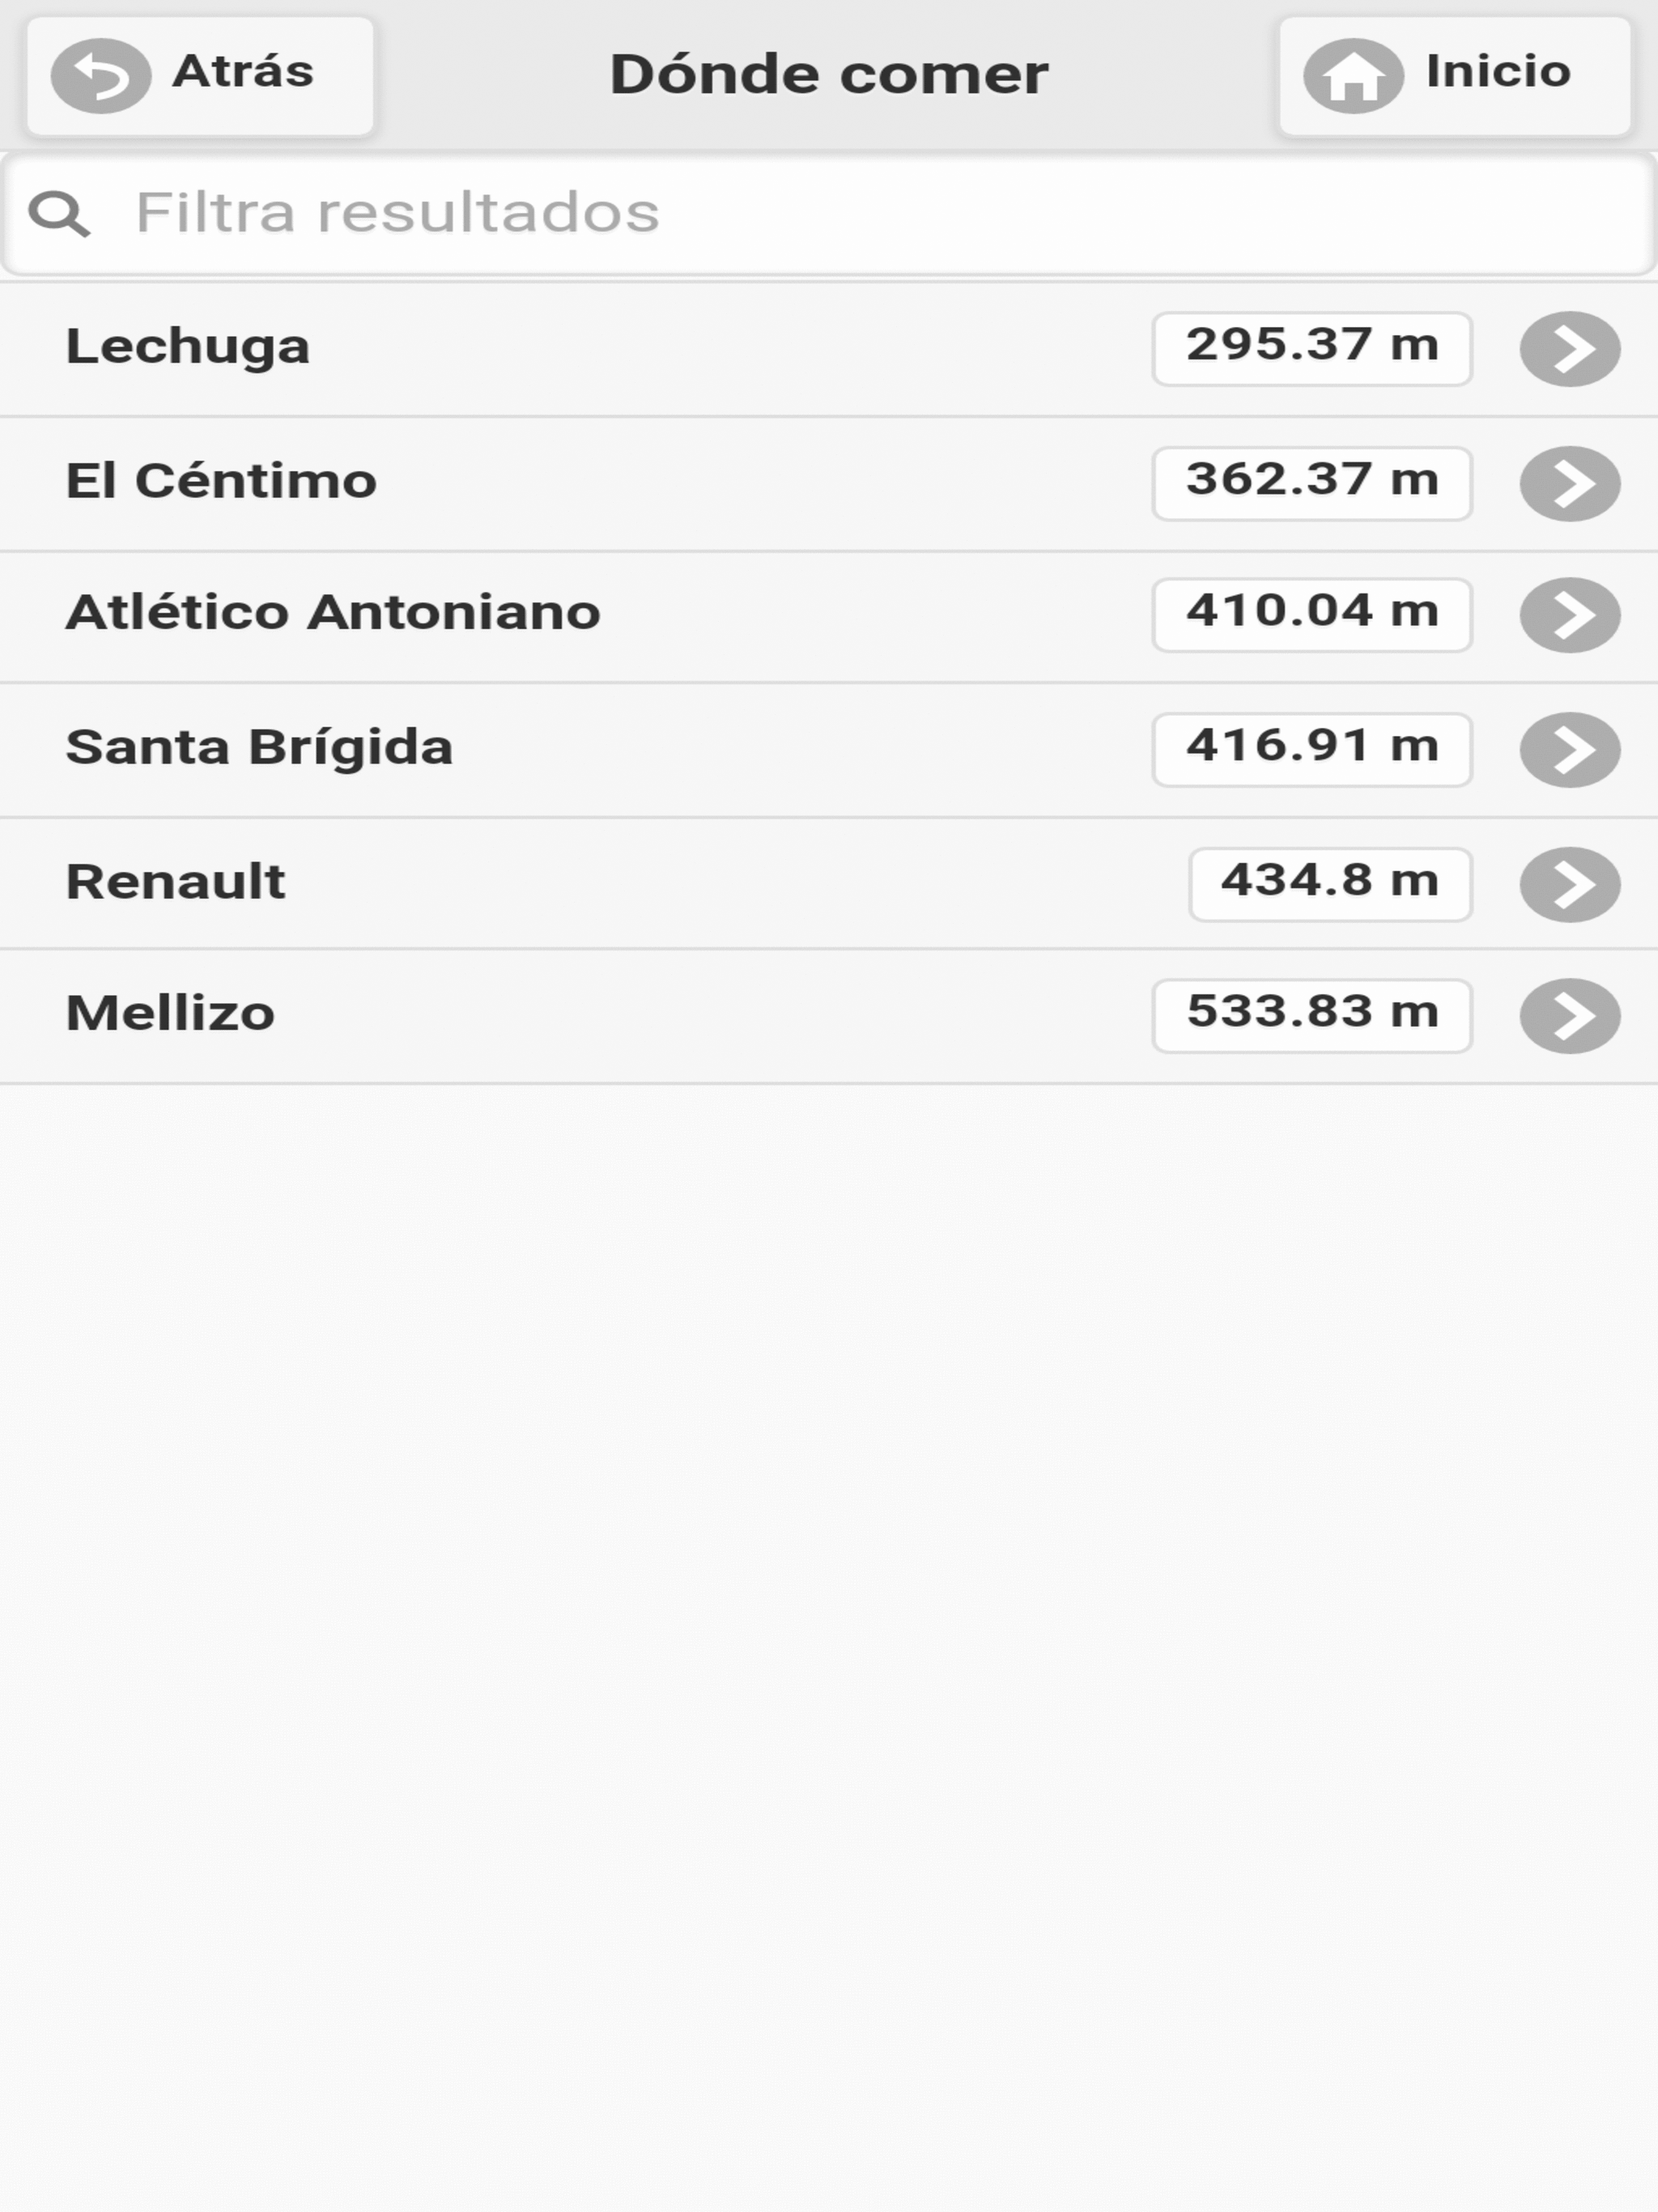 Atrás
Dónde comer
Inicio
Filtra resultados
Lechuga 295.37 m
El Céntimo 362.37 m
Atlético Antoniano 410.04 m
Santa Brígida 416.91 m
Renault 434.8 m
Mellizo 533.83 m